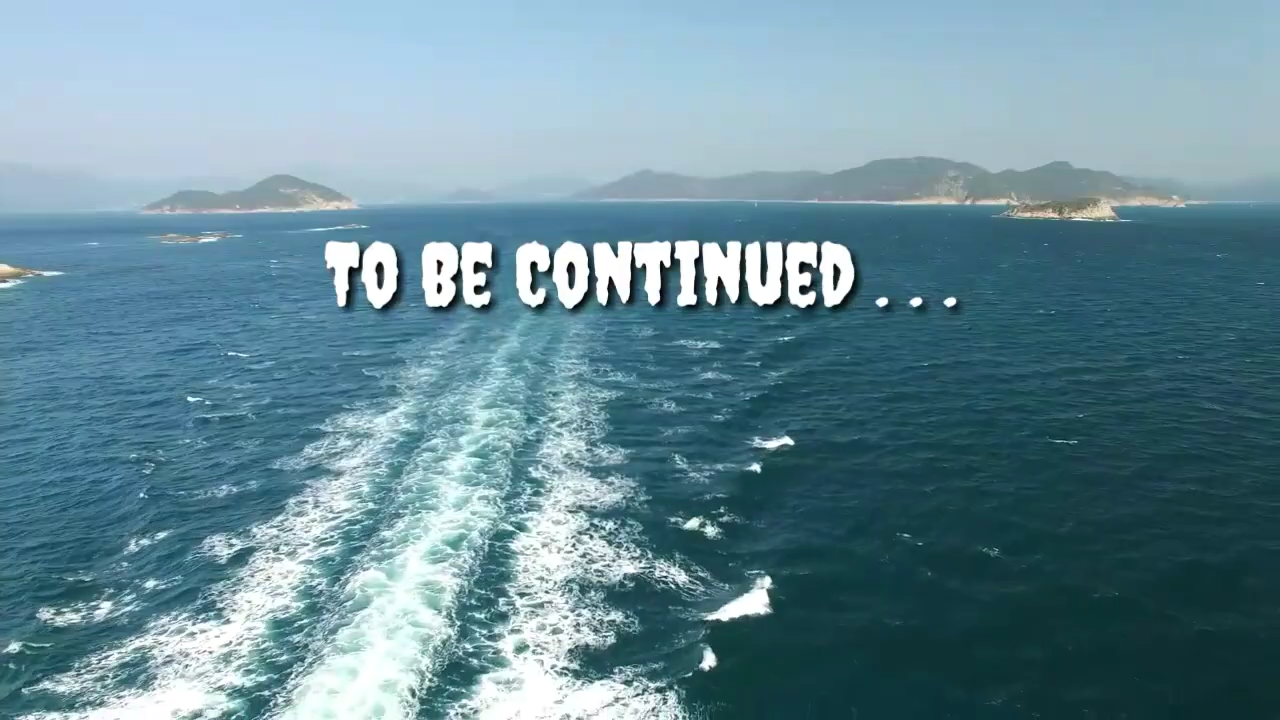 TO BE CONTINUED . . .